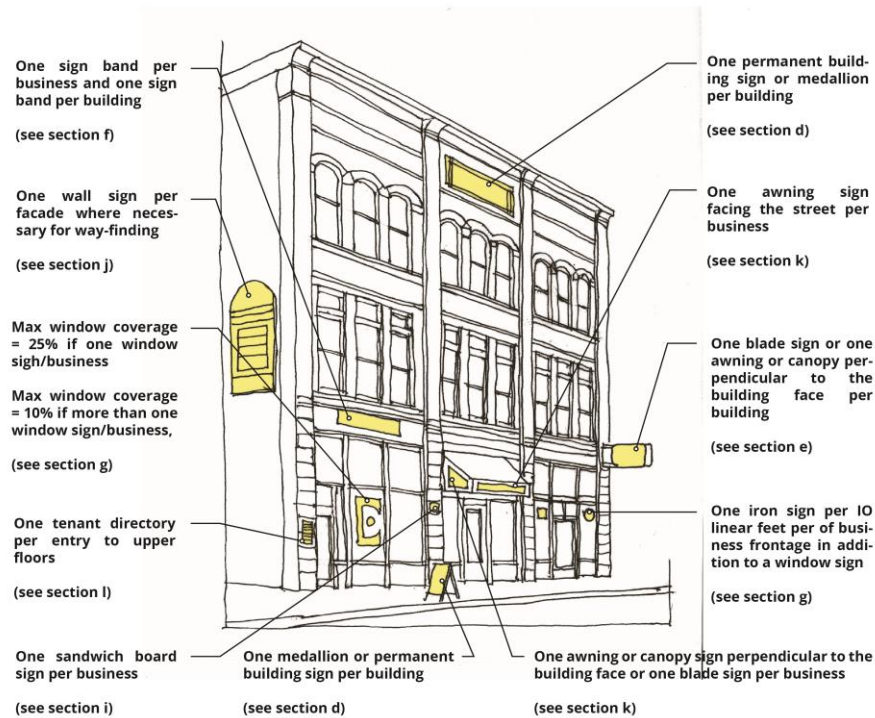 One sign band per
business and one sign
band per building
(see section f)
One wall sign per
facade where neces-
sary for way-finding
(see section j)
Max window coverage
= 25% if one window
sigh/business
Max window coverage
= 10% if more than one
window sign/business,
(see section g)
One tenant directory
per entry to upper
floors
(see section l)
One sandwich board
sign per business
(see section i)
One medallion or permanent
building sign per building
(see section d)
One awning or canopy sign perpendicular to the
building face or one blade sign per business
(see section k)
One permanent build-
ing sign or medallion
per building
(see section d)
One awning sign
facing the street per
business
(see section k)
One blade sign or one
awning or canopy per-
pendicular to the
building face per
building
(see section e)
One iron sign per IO
linear feet per of busi-
ness frontage in addi-
tion to a window sign
(see section g)